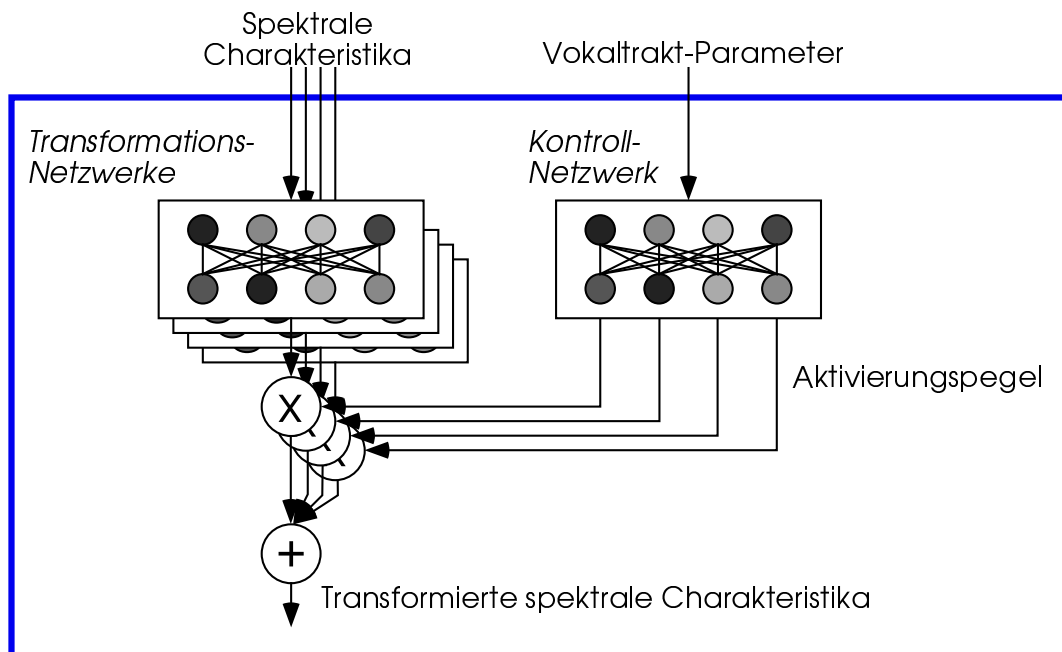 Spektrale
Charakteristika
Vokaltrakt-Parameter
Transformations-
Netzwerke
Kontroll-
Netzwerk
Aktivierungspegel
X
+
Transformierte spektrale Charakteristika